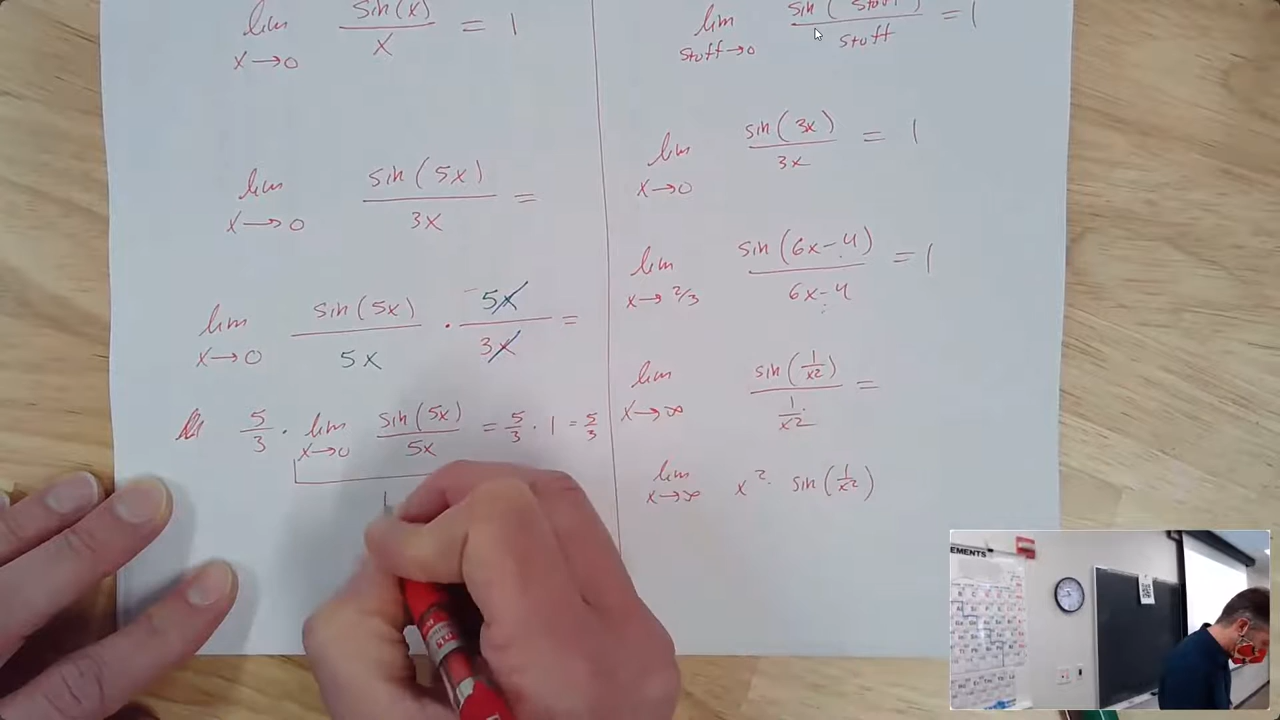 lim x→0 sin(x)/x = 1
lim x→0 sin(5x)/3x =
lim x→0 sin(5x)/5x · 5x/3x =
5/3 · lim x→0 sin(5x)/5x = 5/3 · 1 = 5/3
1
lim stuff→0 sin(stuff)/stuff = 1
lim x→0 sin(3x)/3x = 1
lim x→2/3 sin(6x-4)/6x-4 = 1
lim x→∞ sin(1/x²)/1/x² =
lim x→∞ x² · sin(1/x²)
EMENTS